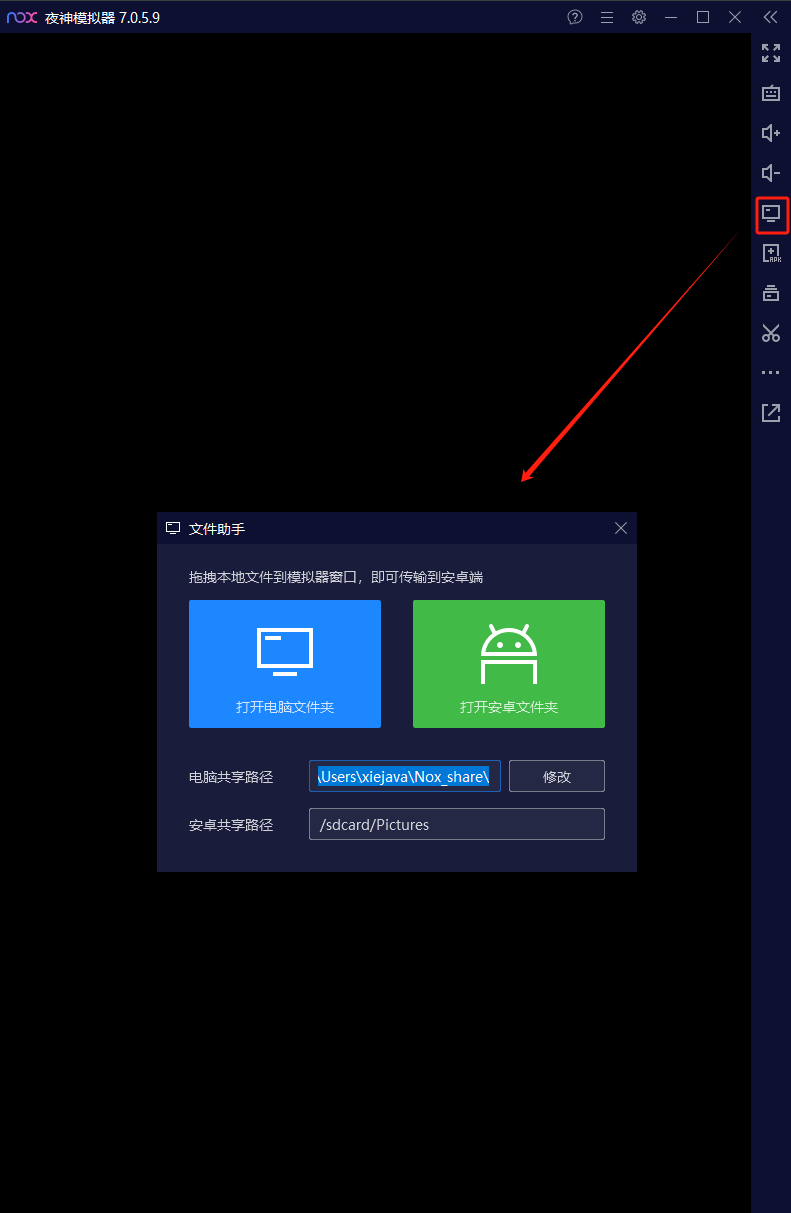 nox 夜神模拟器 7.0.5.9
APK
文件助手
拖拽本地文件到模拟器窗口，即可传输到安卓端
打开电脑文件夹
打开安卓文件夹
电脑共享路径 \Users\xiejava\Nox_share\ 修改
安卓共享路径 /sdcard/Pictures